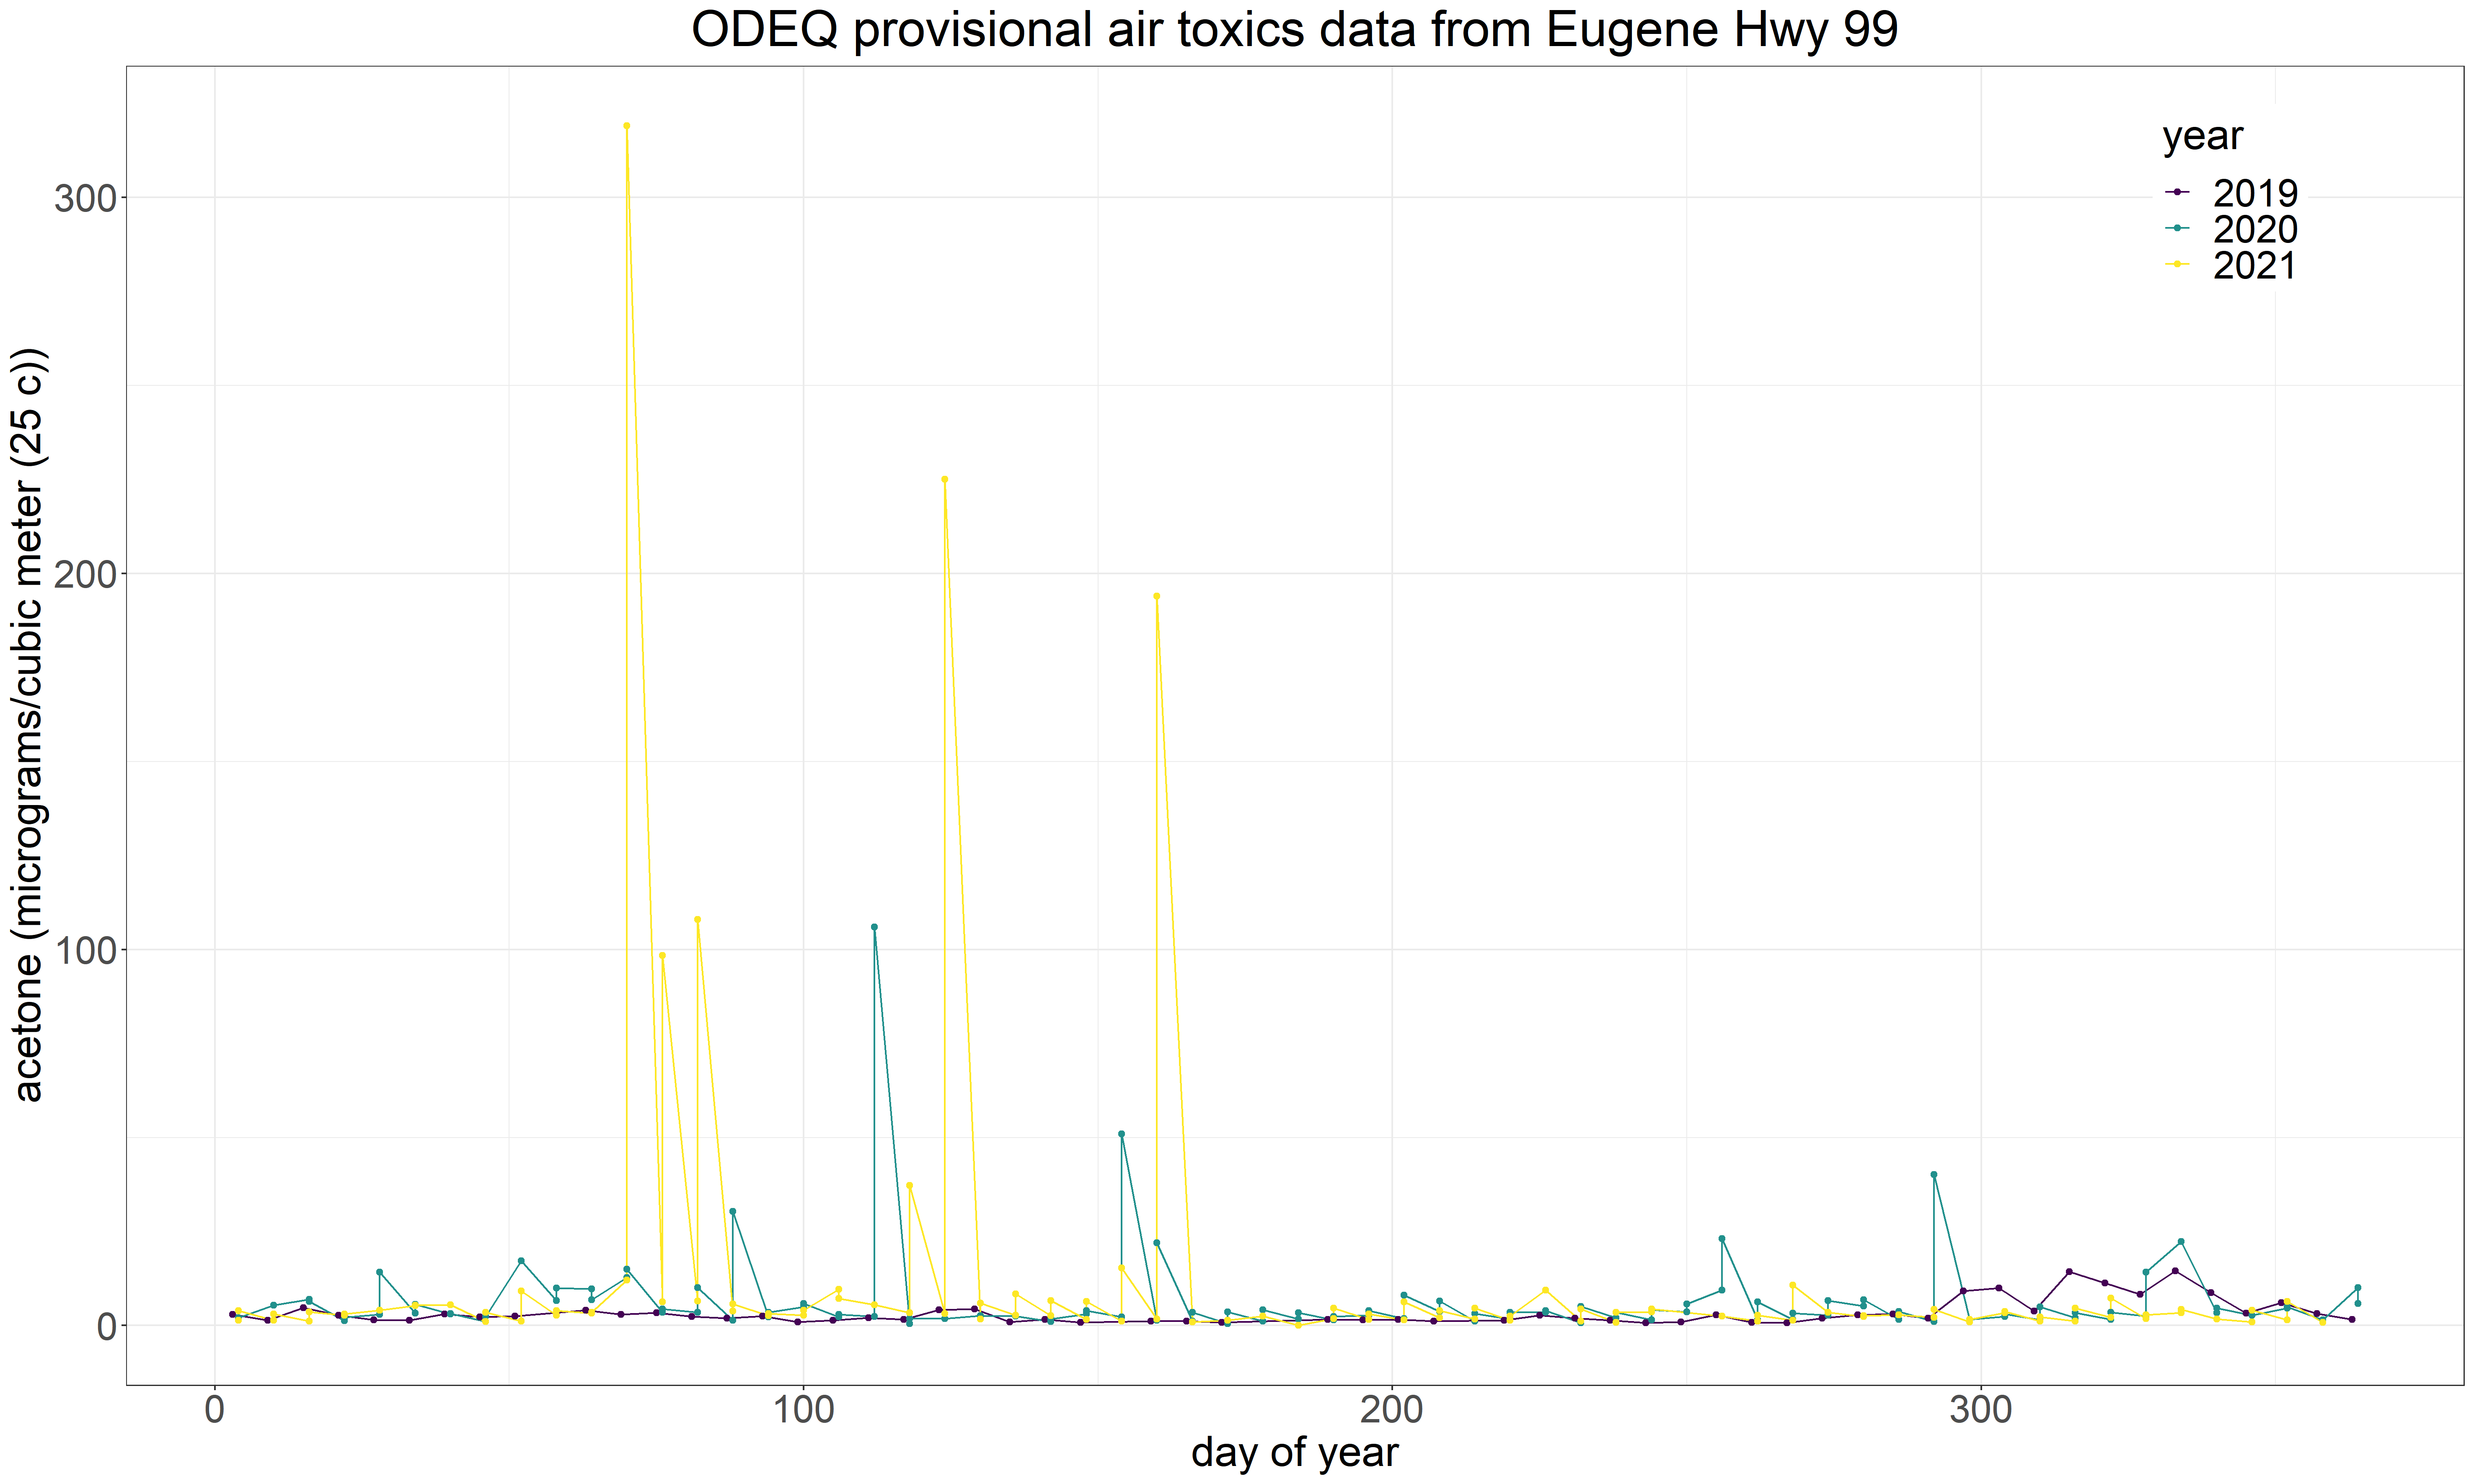 ODEQ provisional air toxics data from Eugene Hwy 99
year
2019
2020
2021
acetone (micrograms/cubic meter (25 c))
300
200
100
0
0 100 200 300
day of year